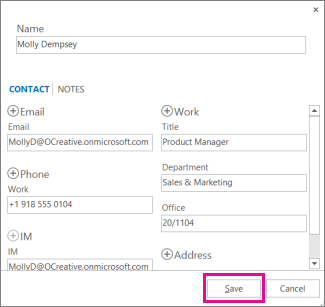 Name
Molly Dempsey
CONTACT | NOTES
Email
Email
MollyD@OCreative.onmicrosoft.com
Phone
Work
+1 918 555 0104
IM
IM
MollyD@OCreative.onmicrosoft.com
Work
Title
Product Manager
Department
Sales & Marketing
Office
20/1104
Address
Save Cancel